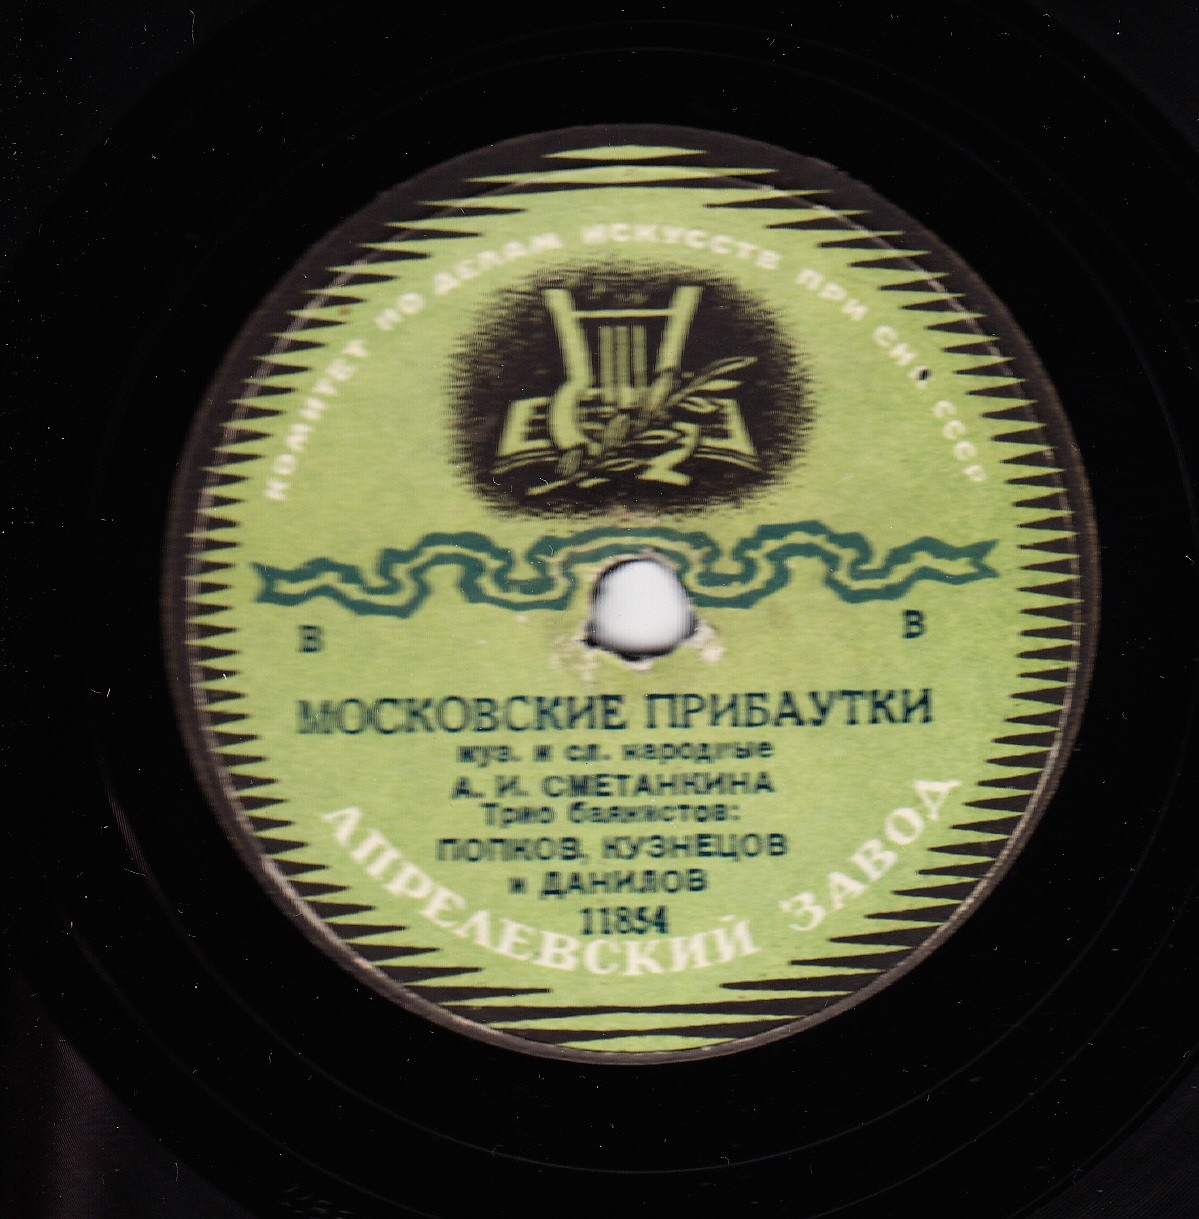 КОМИТЕТ ПО ДЕЛАМ ИСКУССТВ ПРИ СНК СССР
В В
МОСКОВСКИЕ ПРИБАУТКИ
муз. и сл. народные
А. И. СМЕТАНКИНА
Трио баянистов:
ПОПКОВ, КУЗНЕЦОВ
и ДАНИЛОВ
11854
АПРЕЛЕВСКИЙ ЗАВОД